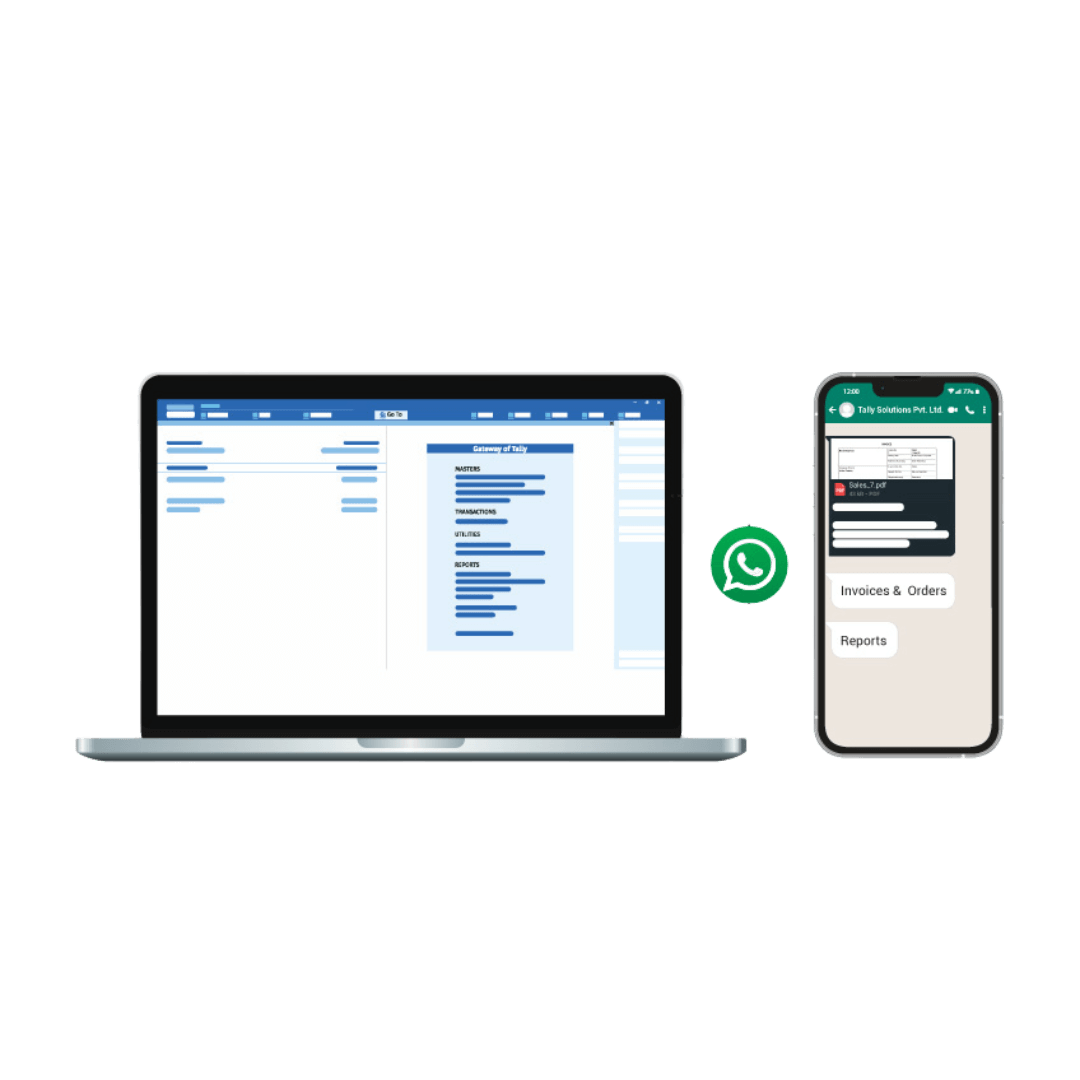 Go To
Gateway of Tally
MASTERS
TRANSACTIONS
UTILITIES
REPORTS
12:00
77%
Tally Solutions Pvt. Ltd.
Sales_7.pdf
Invoices & Orders
Reports